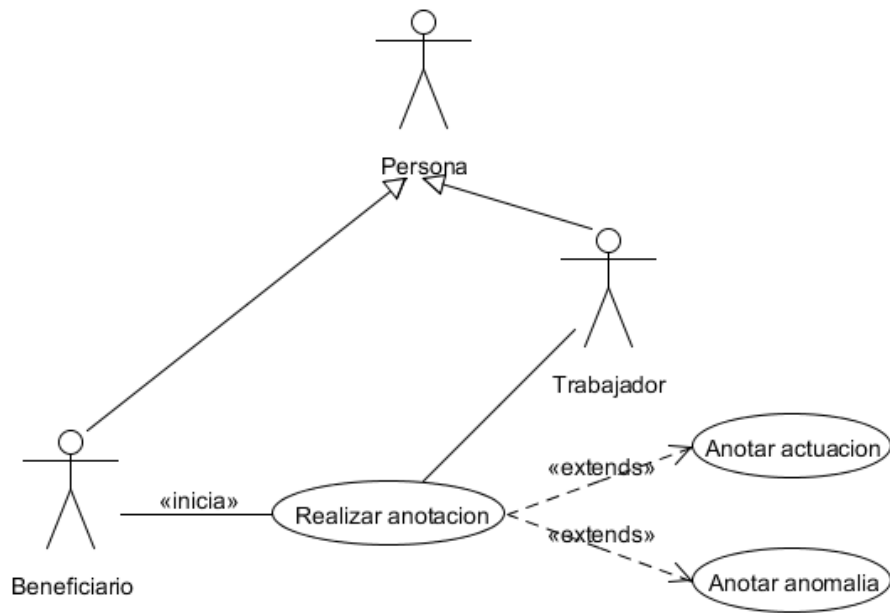 Persona
Trabajador
Anotar actuacion
«extends»
«inicia»
Realizar anotacion
«extends»
Anotar anomalia
Beneficiario